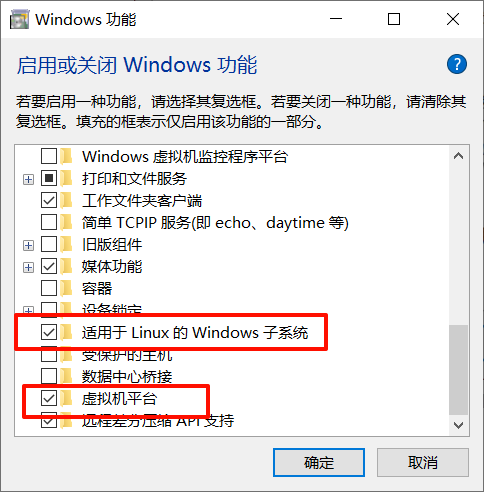 Windows 功能
启用或关闭 Windows 功能
若要启用一种功能，请选择其复选框。若要关闭一种功能，请清除其
复选框。填充的框表示仅启用该功能的一部分。
Windows 虚拟机监控程序平台
打印和文件服务
工作文件夹客户端
简单 TCPIP 服务(即 echo、daytime 等)
旧版组件
媒体功能
容器
设备锁定
适用于 Linux 的 Windows 子系统
受保护的主机
数据中心桥接
虚拟机平台
远程差分压缩 API 支持
确定
取消